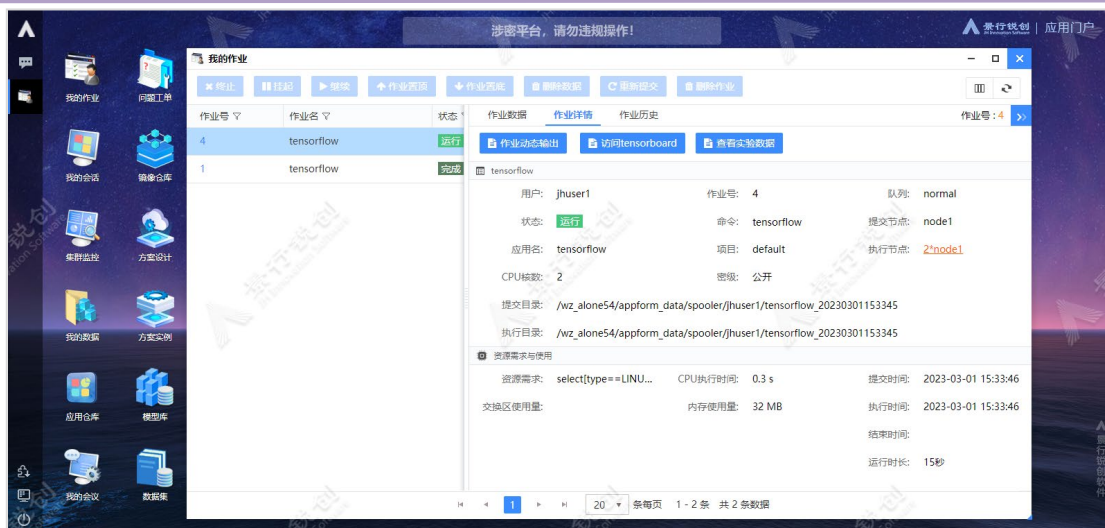 涉密平台，请勿违规操作！
景行锐创
应用门户
我的作业
问题工单
我的会话
镜像仓库
集群监控
方案设计
我的数据
方案实例
应用仓库
模型库
我的会议
数据集
我的作业
终止 挂起 继续 作业置顶 作业置底 删除数据 重新提交 删除作业
作业号 作业名 状态
4 tensorflow 运行
1 tensorflow 完成
作业数据 作业详情 作业历史 作业号：4
作业动态输出 访问tensorboard 查看实验数据
tensorflow
用户: jhuser1 作业号: 4 队列: normal
状态: 运行 命令: tensorflow 提交节点: node1
应用名: tensorflow 项目: default 执行节点: 2*node1
CPU核数: 2 密级: 公开
提交目录: /wz_alone54/appform_data/spooler/jhuser1/tensorflow_20230301153345
执行目录: /wz_alone54/appform_data/spooler/jhuser1/tensorflow_20230301153345
资源需求与使用
资源需求: select[type==LINU... CPU执行时间: 0.3 s 提交时间: 2023-03-01 15:33:46
交换区使用量: 内存使用量: 32 MB 执行时间: 2023-03-01 15:33:46
结束时间:
运行时长: 15秒
1 20 条每页 1 - 2 条 共 2 条数据